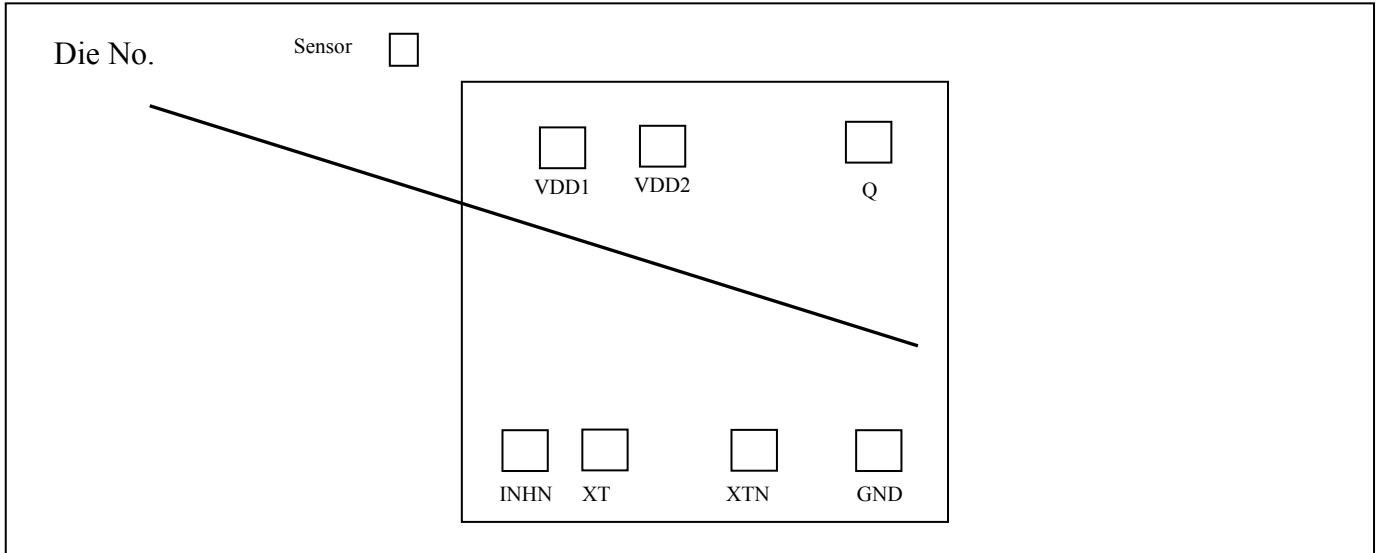 Die No.
Sensor
VDD1 VDD2 Q
INHN XT XTN GND